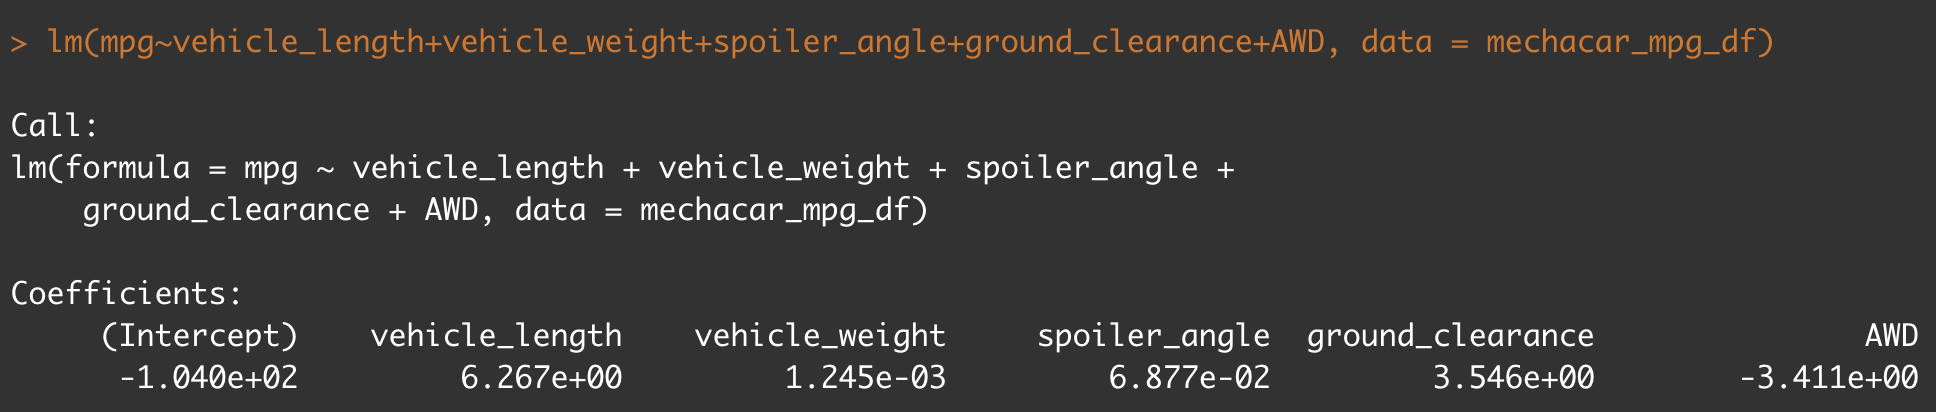 > lm(mpg~vehicle_length+vehicle_weight+spoiler_angle+ground_clearance+AWD, data = mechacar_mpg_df)
Call:
lm(formula = mpg ~ vehicle_length + vehicle_weight + spoiler_angle +
    ground_clearance + AWD, data = mechacar_mpg_df)
Coefficients:
     (Intercept)    vehicle_length    vehicle_weight     spoiler_angle  ground_clearance               AWD
      -1.040e+02         6.267e+00         1.245e-03         6.877e-02         3.546e+00        -3.411e+00